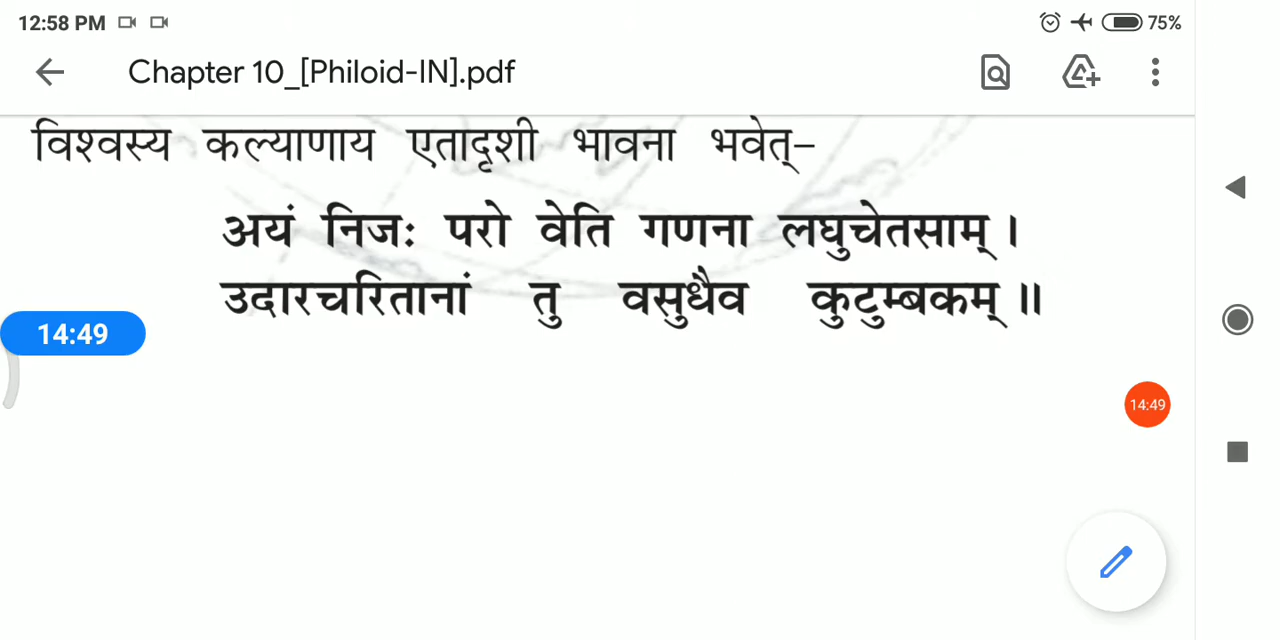 12:58 PM 75%
Chapter 10_[Philoid-IN].pdf
विश्वस्य कल्याणाय एतादृशी भावना भवेत्–
अयं निजः परो वेति गणना लघुचेतसाम् ।
उदारचरितानां तु वसुधैव कुटुम्बकम् ॥
14:49
14:49